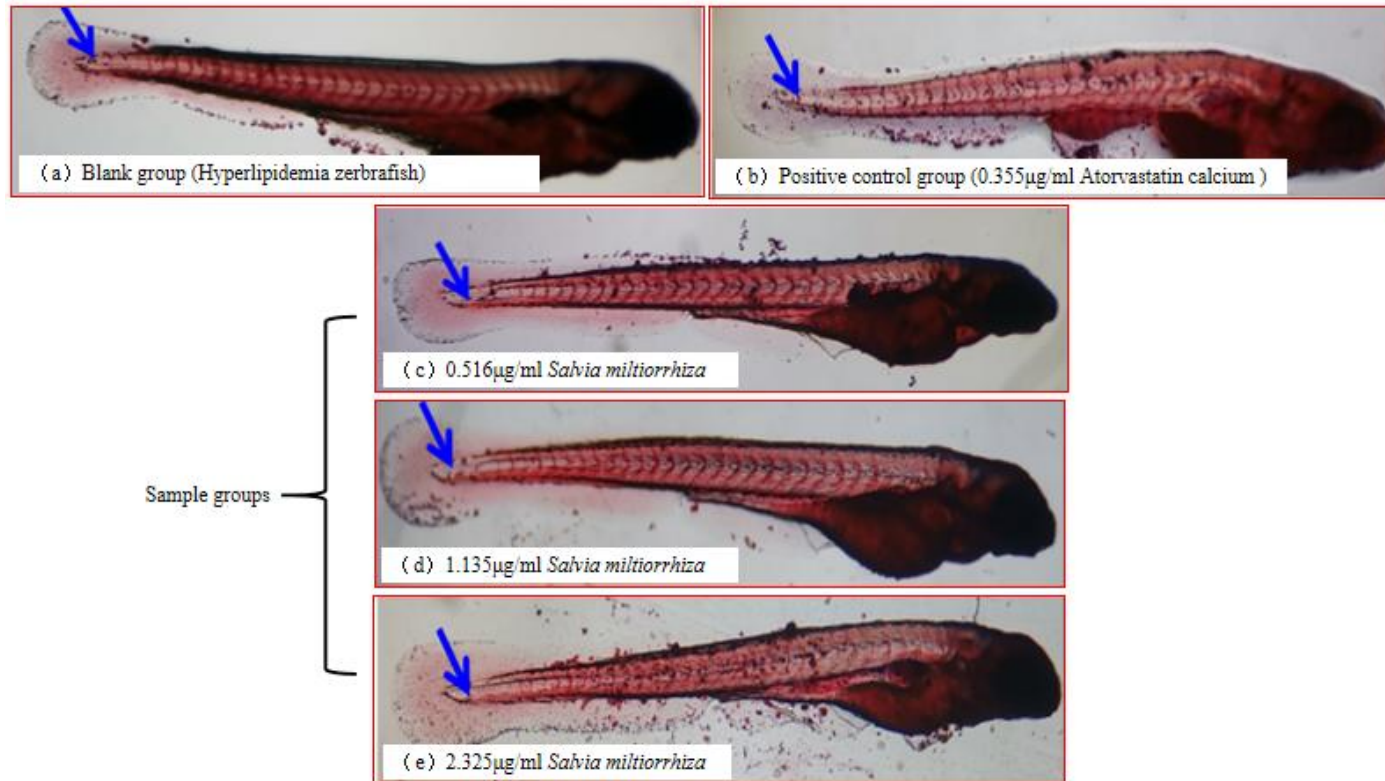 （a）Blank group (Hyperlipidemia zerbrafish)
（b）Positive control group (0.355μg/ml Atorvastatin calcium )
（c）0.516μg/ml Salvia miltiorrhiza
（d）1.135μg/ml Salvia miltiorrhiza
Sample groups
（e）2.325μg/ml Salvia miltiorrhiza